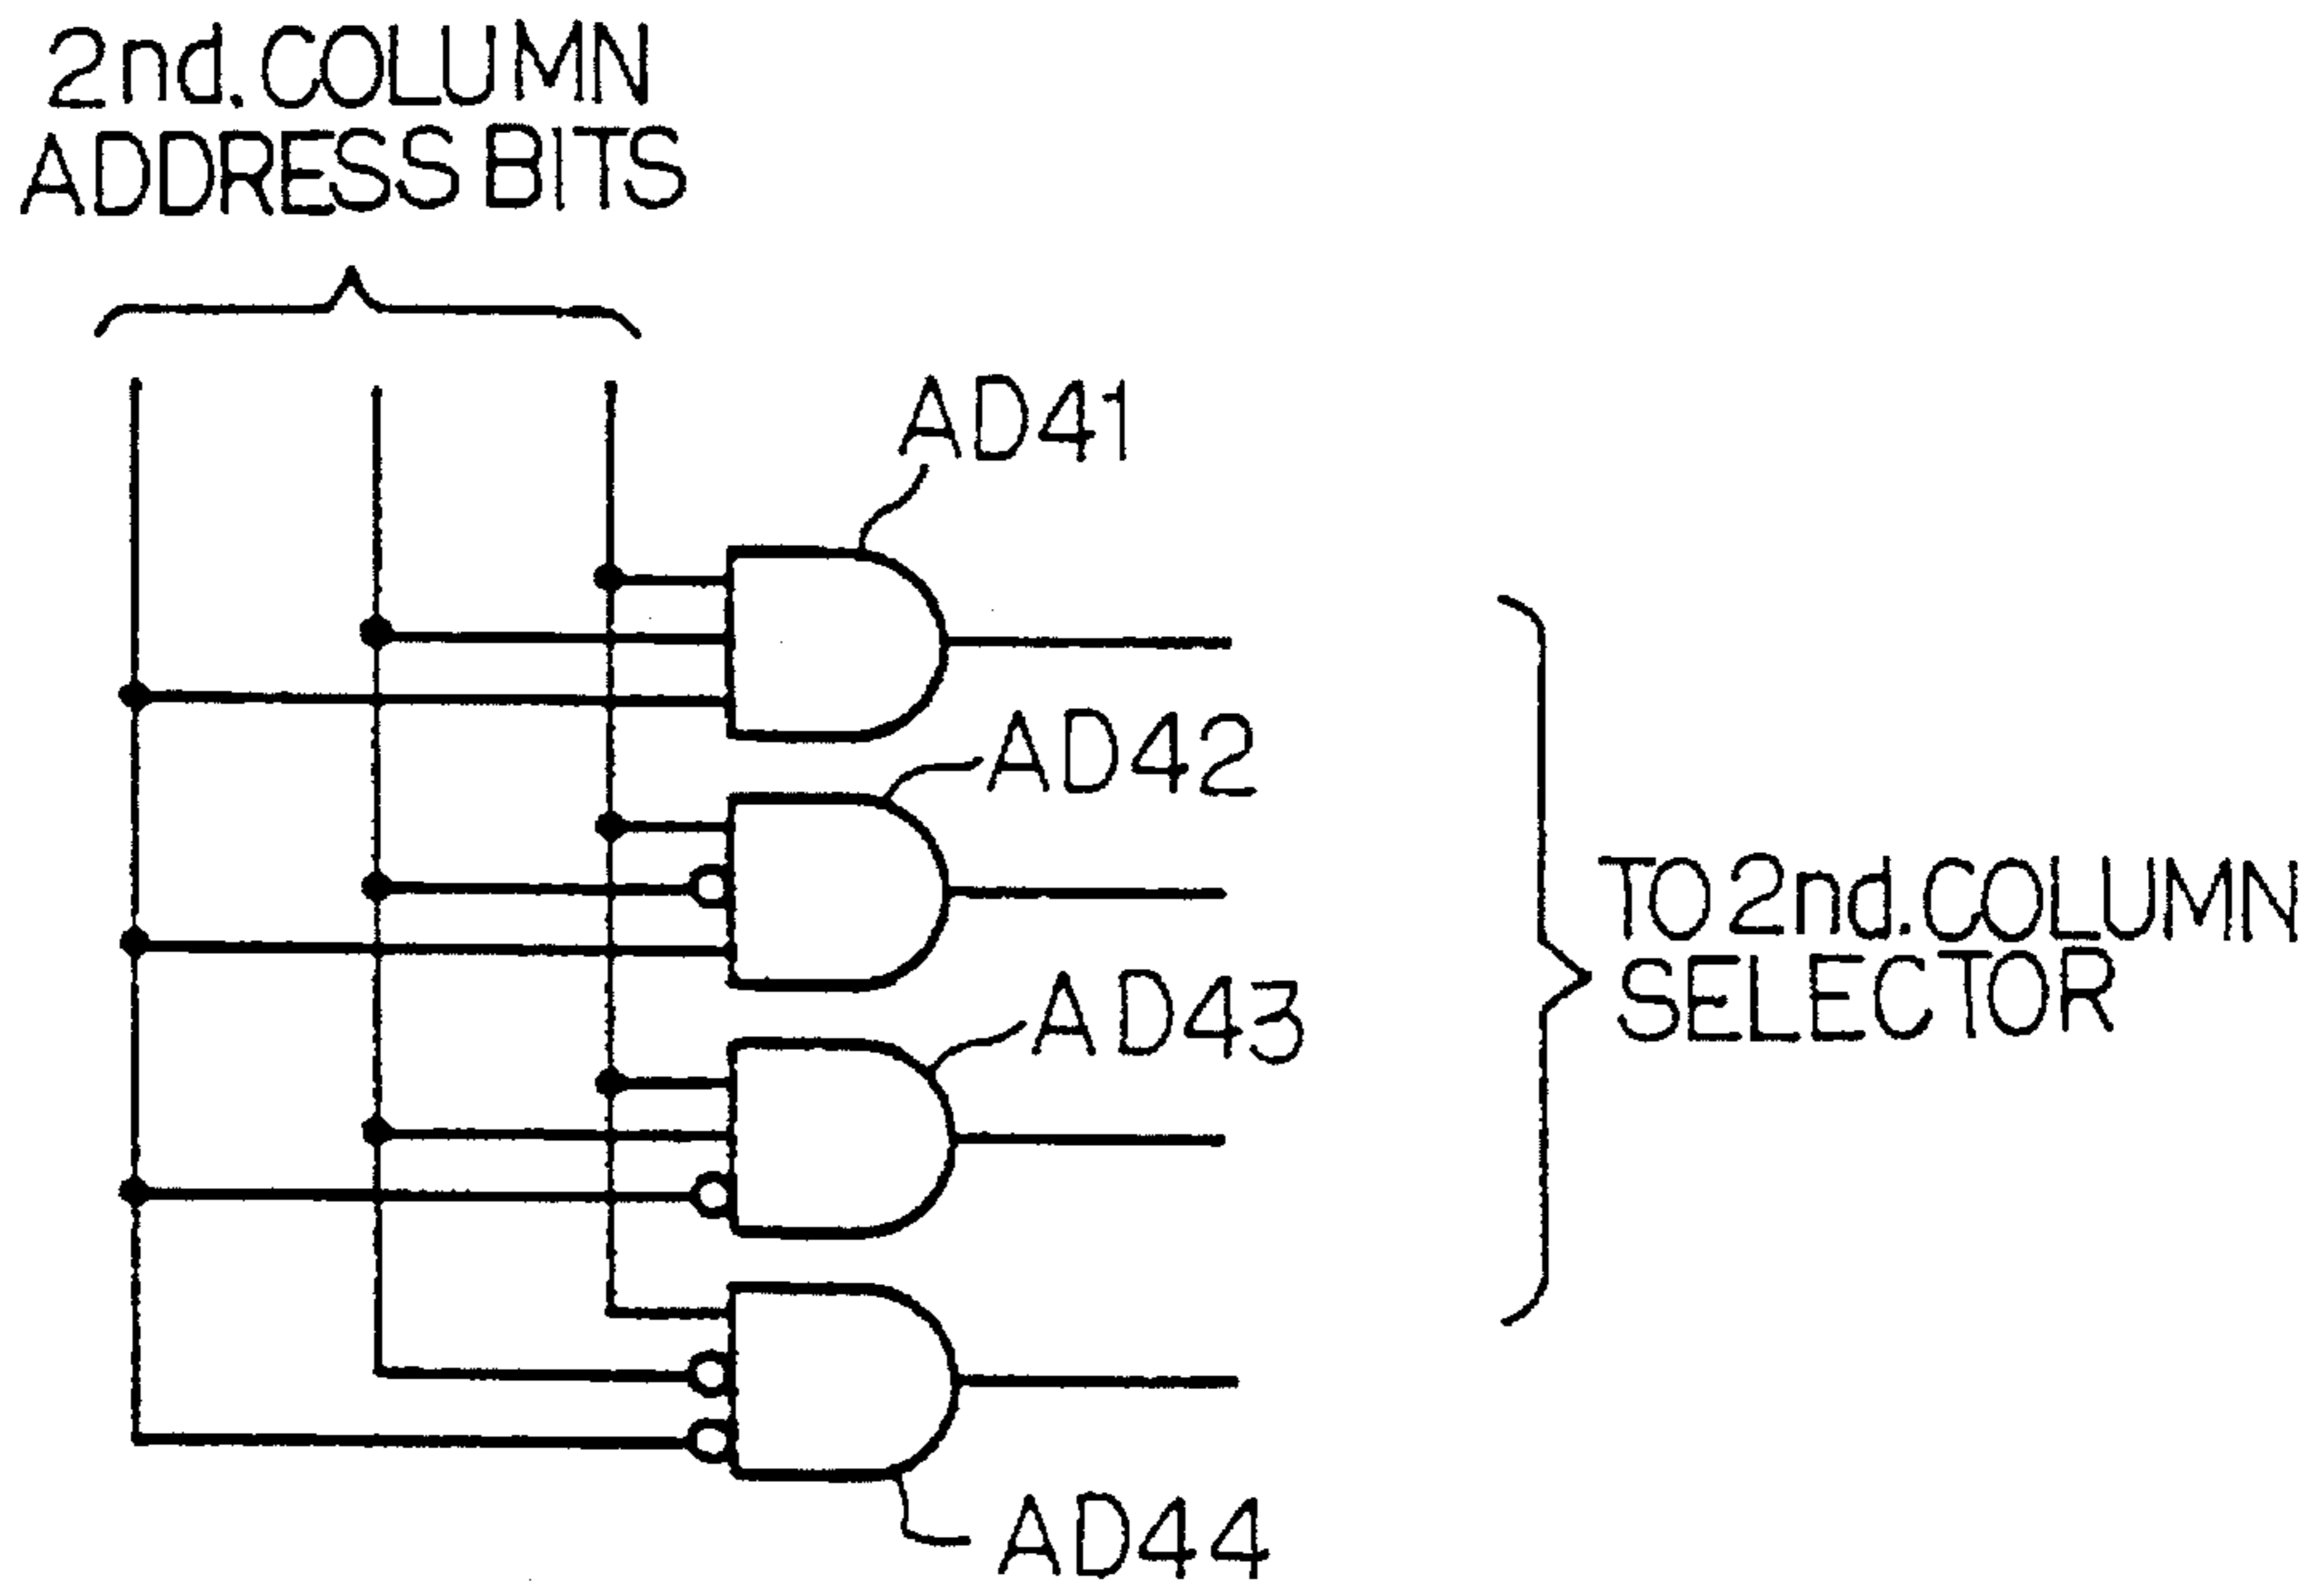 2nd.COLUMN
ADDRESS BITS
AD41
AD42
AD43
TO 2nd.COLUMN
SELECTOR
AD44